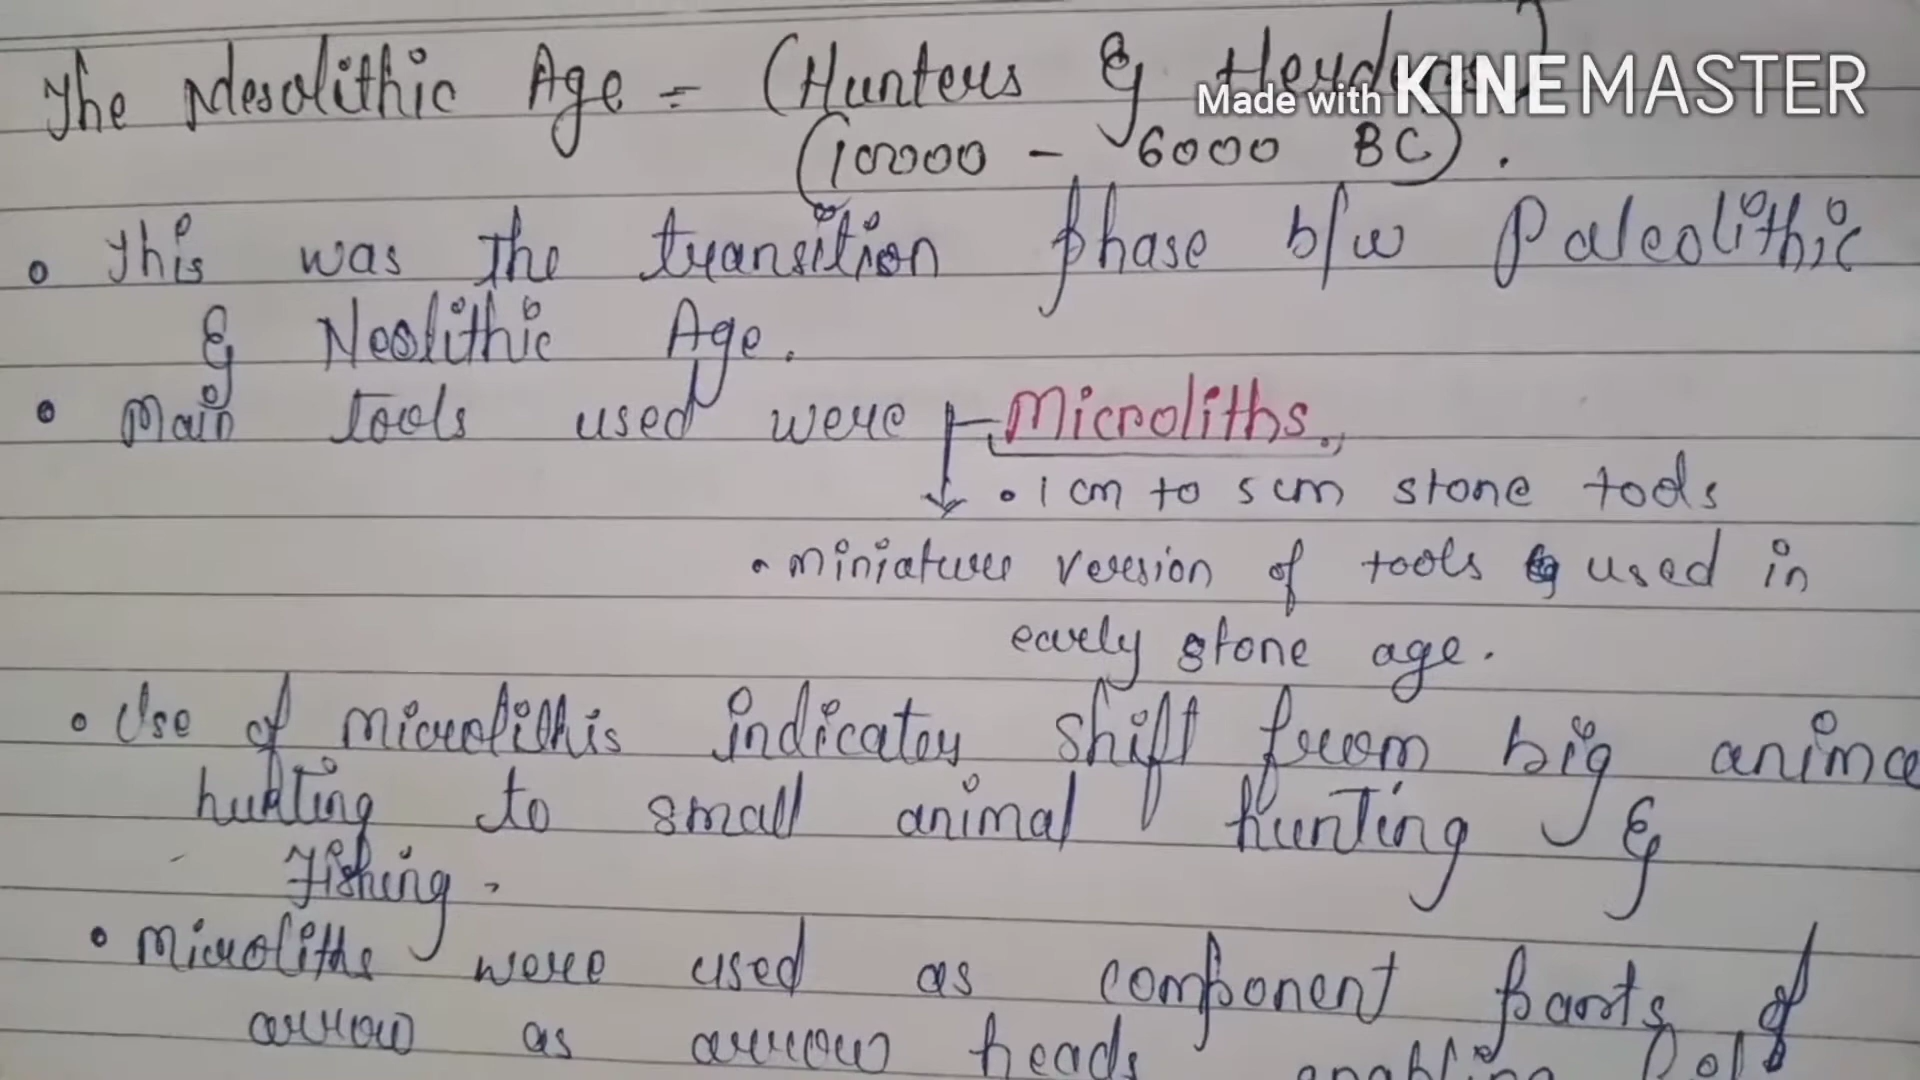 The Mesolithic Age = (Hunters & Herders)
Made with KINEMASTER
(10000 - 6000 BC).
• This was the transition phase b/w Paleolithic
& Neolithic Age.
• Main tools used were Microliths.
• 1 cm to 5 cm stone tools
• miniature version of tools used in
early stone age.
• Use of microlithis indicates shift from big
hunting to small animal hunting &
Fishing.
• Microliths were used as component parts of
arrow as arrow heads